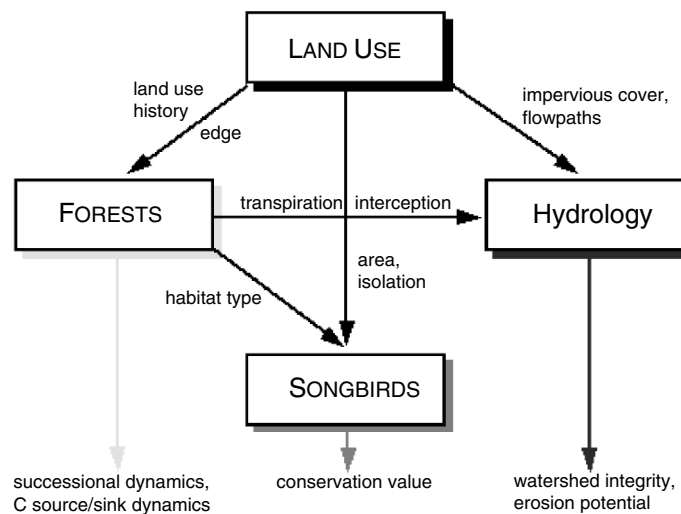 LAND USE
land use
history
edge
impervious cover,
flowpaths
FORESTS
transpiration interception
Hydrology
area,
isolation
habitat type
SONGBIRDS
successional dynamics,
C source/sink dynamics
conservation value
watershed integrity,
erosion potential